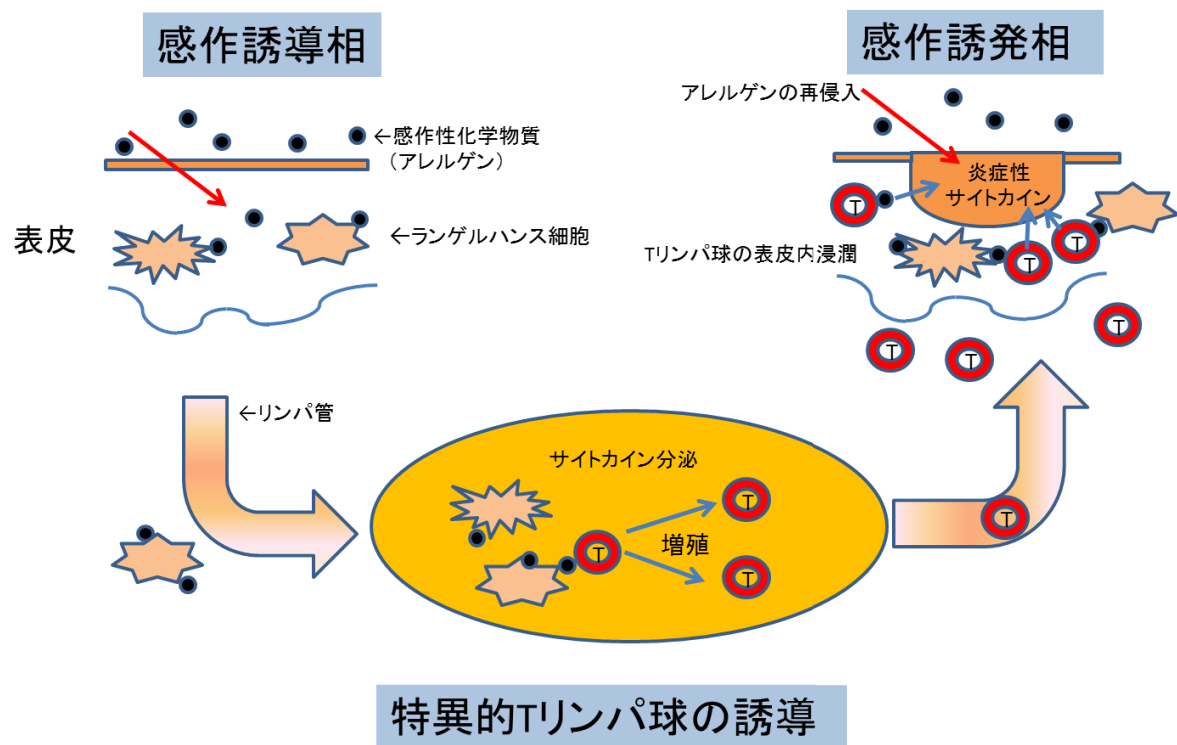 感作誘導相
←感作性化学物質
(アレルゲン)
表皮
←ランゲルハンス細胞
←リンパ管
サイトカイン分泌
T
増殖
T
T
特異的Tリンパ球の誘導
T
感作誘発相
アレルゲンの再侵入
炎症性
サイトカイン
T
T
T
Tリンパ球の表皮内浸潤
T
T
T